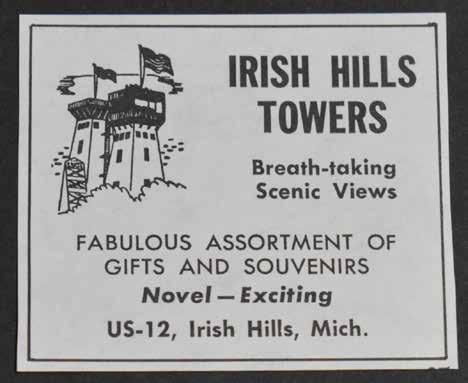 IRISH HILLS
TOWERS
Breath-taking
Scenic Views
FABULOUS ASSORTMENT OF
GIFTS AND SOUVENIRS
Novel — Exciting
US-12, Irish Hills, Mich.